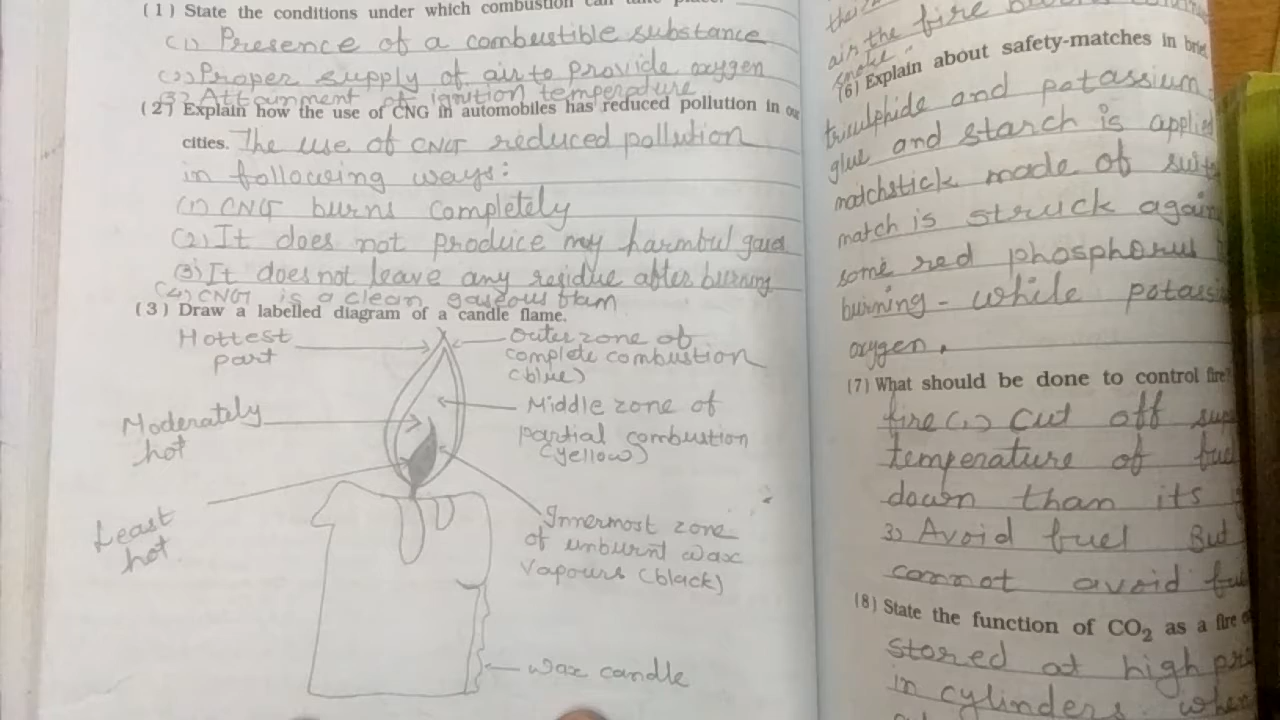 (1) State the conditions under which combustion can take place.
(1) Presence of a combustible substance
(2) Proper supply of air to provide oxygen
(3) Attainment of ignition temperature
(2) Explain how the use of CNG in automobiles has reduced pollution in our
cities. The use of CNG reduced pollution
in following ways:
(1) CNG burns completely
(2) It does not produce any harmful gases
(3) It does not leave any residue after burning
(4) CNG is a clean gaseous
(3) Draw a labelled diagram of a candle flame.
Hottest
part
Outer zone of
complete combustion
(blue)
Moderately
hot
Middle zone of
partial combustion
(yellow)
Least
hot
Innermost zone
of unburnt wax
vapours (black)
wax candle
air the fire
smoke"
(6) Explain about safety-matches in brief
trisulphide and potassium
glue and starch is applied
matchstick made of
match is struck again
some red phosphorus
burning - while
oxygen.
(7) What should be done to control fire?
fire (1) Cut off
temperature of
down than its
3) Avoid fuel But
cannot avoid
(8) State the function of CO2 as a fire
stored at high
in cylinders. when